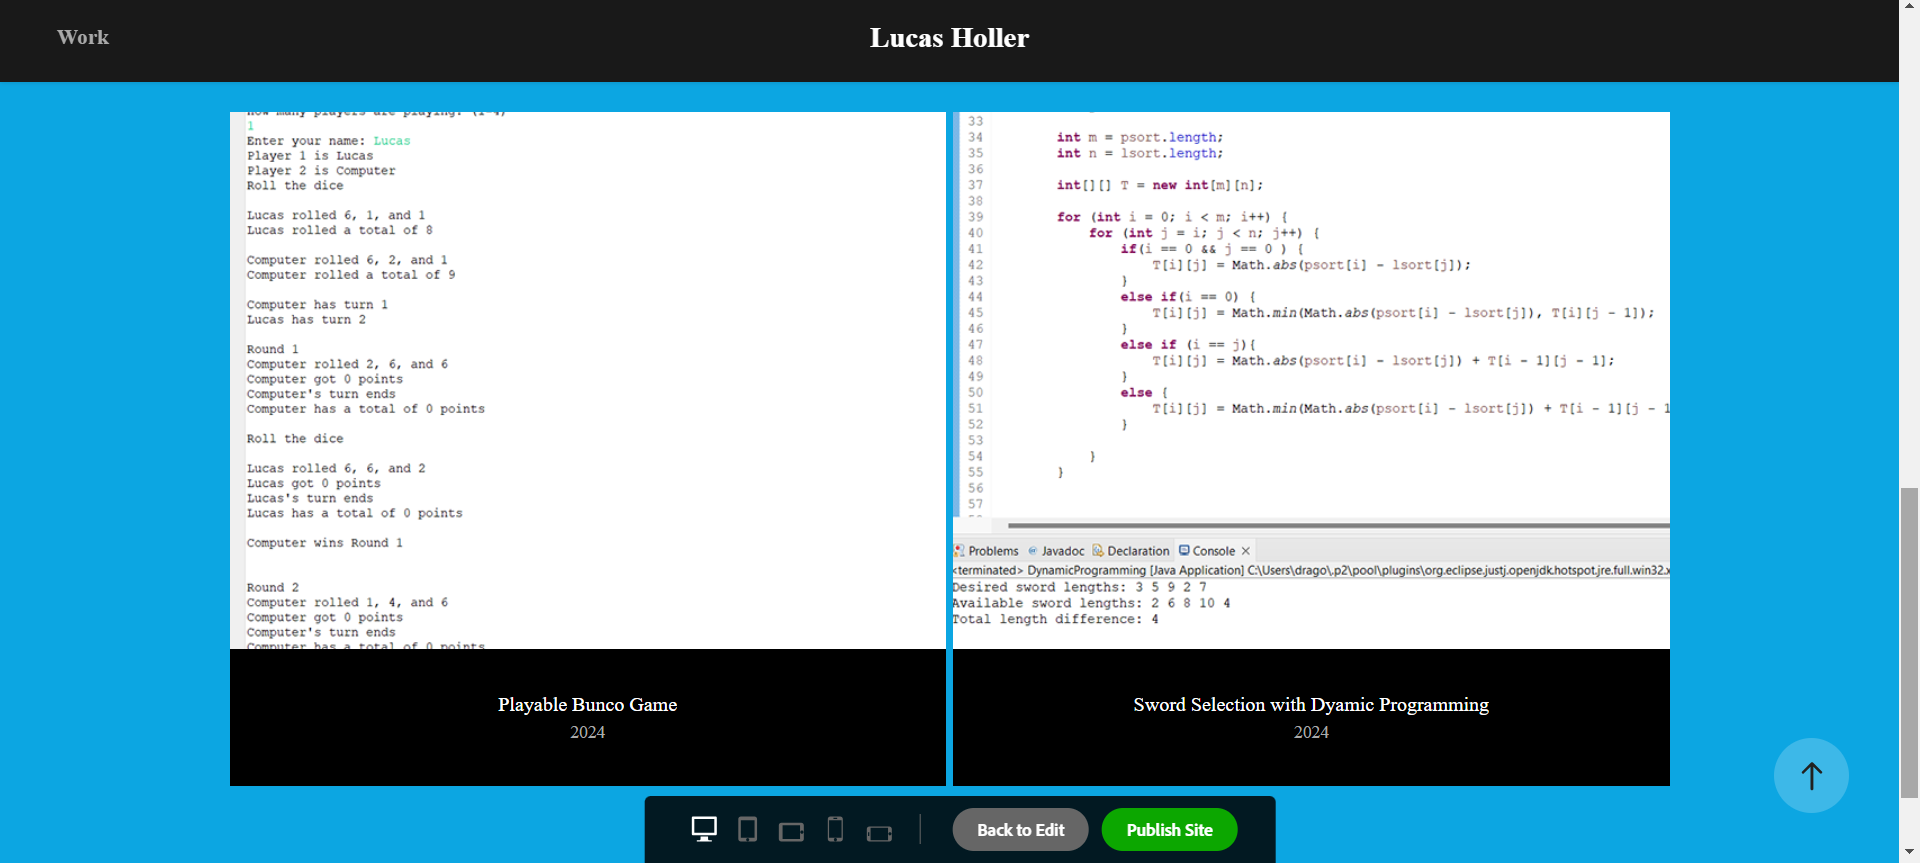 Work
Lucas Holler
How many players are playing? (1-4)
1
Enter your name: Lucas
Player 1 is Lucas
Player 2 is Computer
Roll the dice
Lucas rolled 6, 1, and 1
Lucas rolled a total of 8
Computer rolled 6, 2, and 1
Computer rolled a total of 9
Computer has turn 1
Lucas has turn 2
Round 1
Computer rolled 2, 6, and 6
Computer got 0 points
Computer's turn ends
Computer has a total of 0 points
Roll the dice
Lucas rolled 6, 6, and 2
Lucas got 0 points
Lucas's turn ends
Lucas has a total of 0 points
Computer wins Round 1
Round 2
Computer rolled 1, 4, and 6
Computer got 0 points
Computer's turn ends
Computer has a total of 0 points
Playable Bunco Game
2024
33
34 int m = psort.length;
35 int n = lsort.length;
36
37 int[][] T = new int[m][n];
38
39 for (int i = 0; i < m; i++) {
40 for (int j = i; j < n; j++) {
41 if(i == 0 && j == 0 ) {
42 T[i][j] = Math.abs(psort[i] - lsort[j]);
43 }
44 else if(i == 0) {
45 T[i][j] = Math.min(Math.abs(psort[i] - lsort[j]), T[i][j - 1]);
46 }
47 else if (i == j){
48 T[i][j] = Math.abs(psort[i] - lsort[j]) + T[i - 1][j - 1];
49 }
50 else {
51 T[i][j] = Math.min(Math.abs(psort[i] - lsort[j]) + T[i - 1][j - 1
52 }
53
54 }
55 }
56
57
Problems Javadoc Declaration Console
<terminated> DynamicProgramming [Java Application] C:\Users\drago\.p2\pool\plugins\org.eclipse.justj.openjdk.hotspot.jre.full.win32.x
Desired sword lengths: 3 5 9 2 7
Available sword lengths: 2 6 8 10 4
Total length difference: 4
Sword Selection with Dyamic Programming
2024
Back to Edit
Publish Site